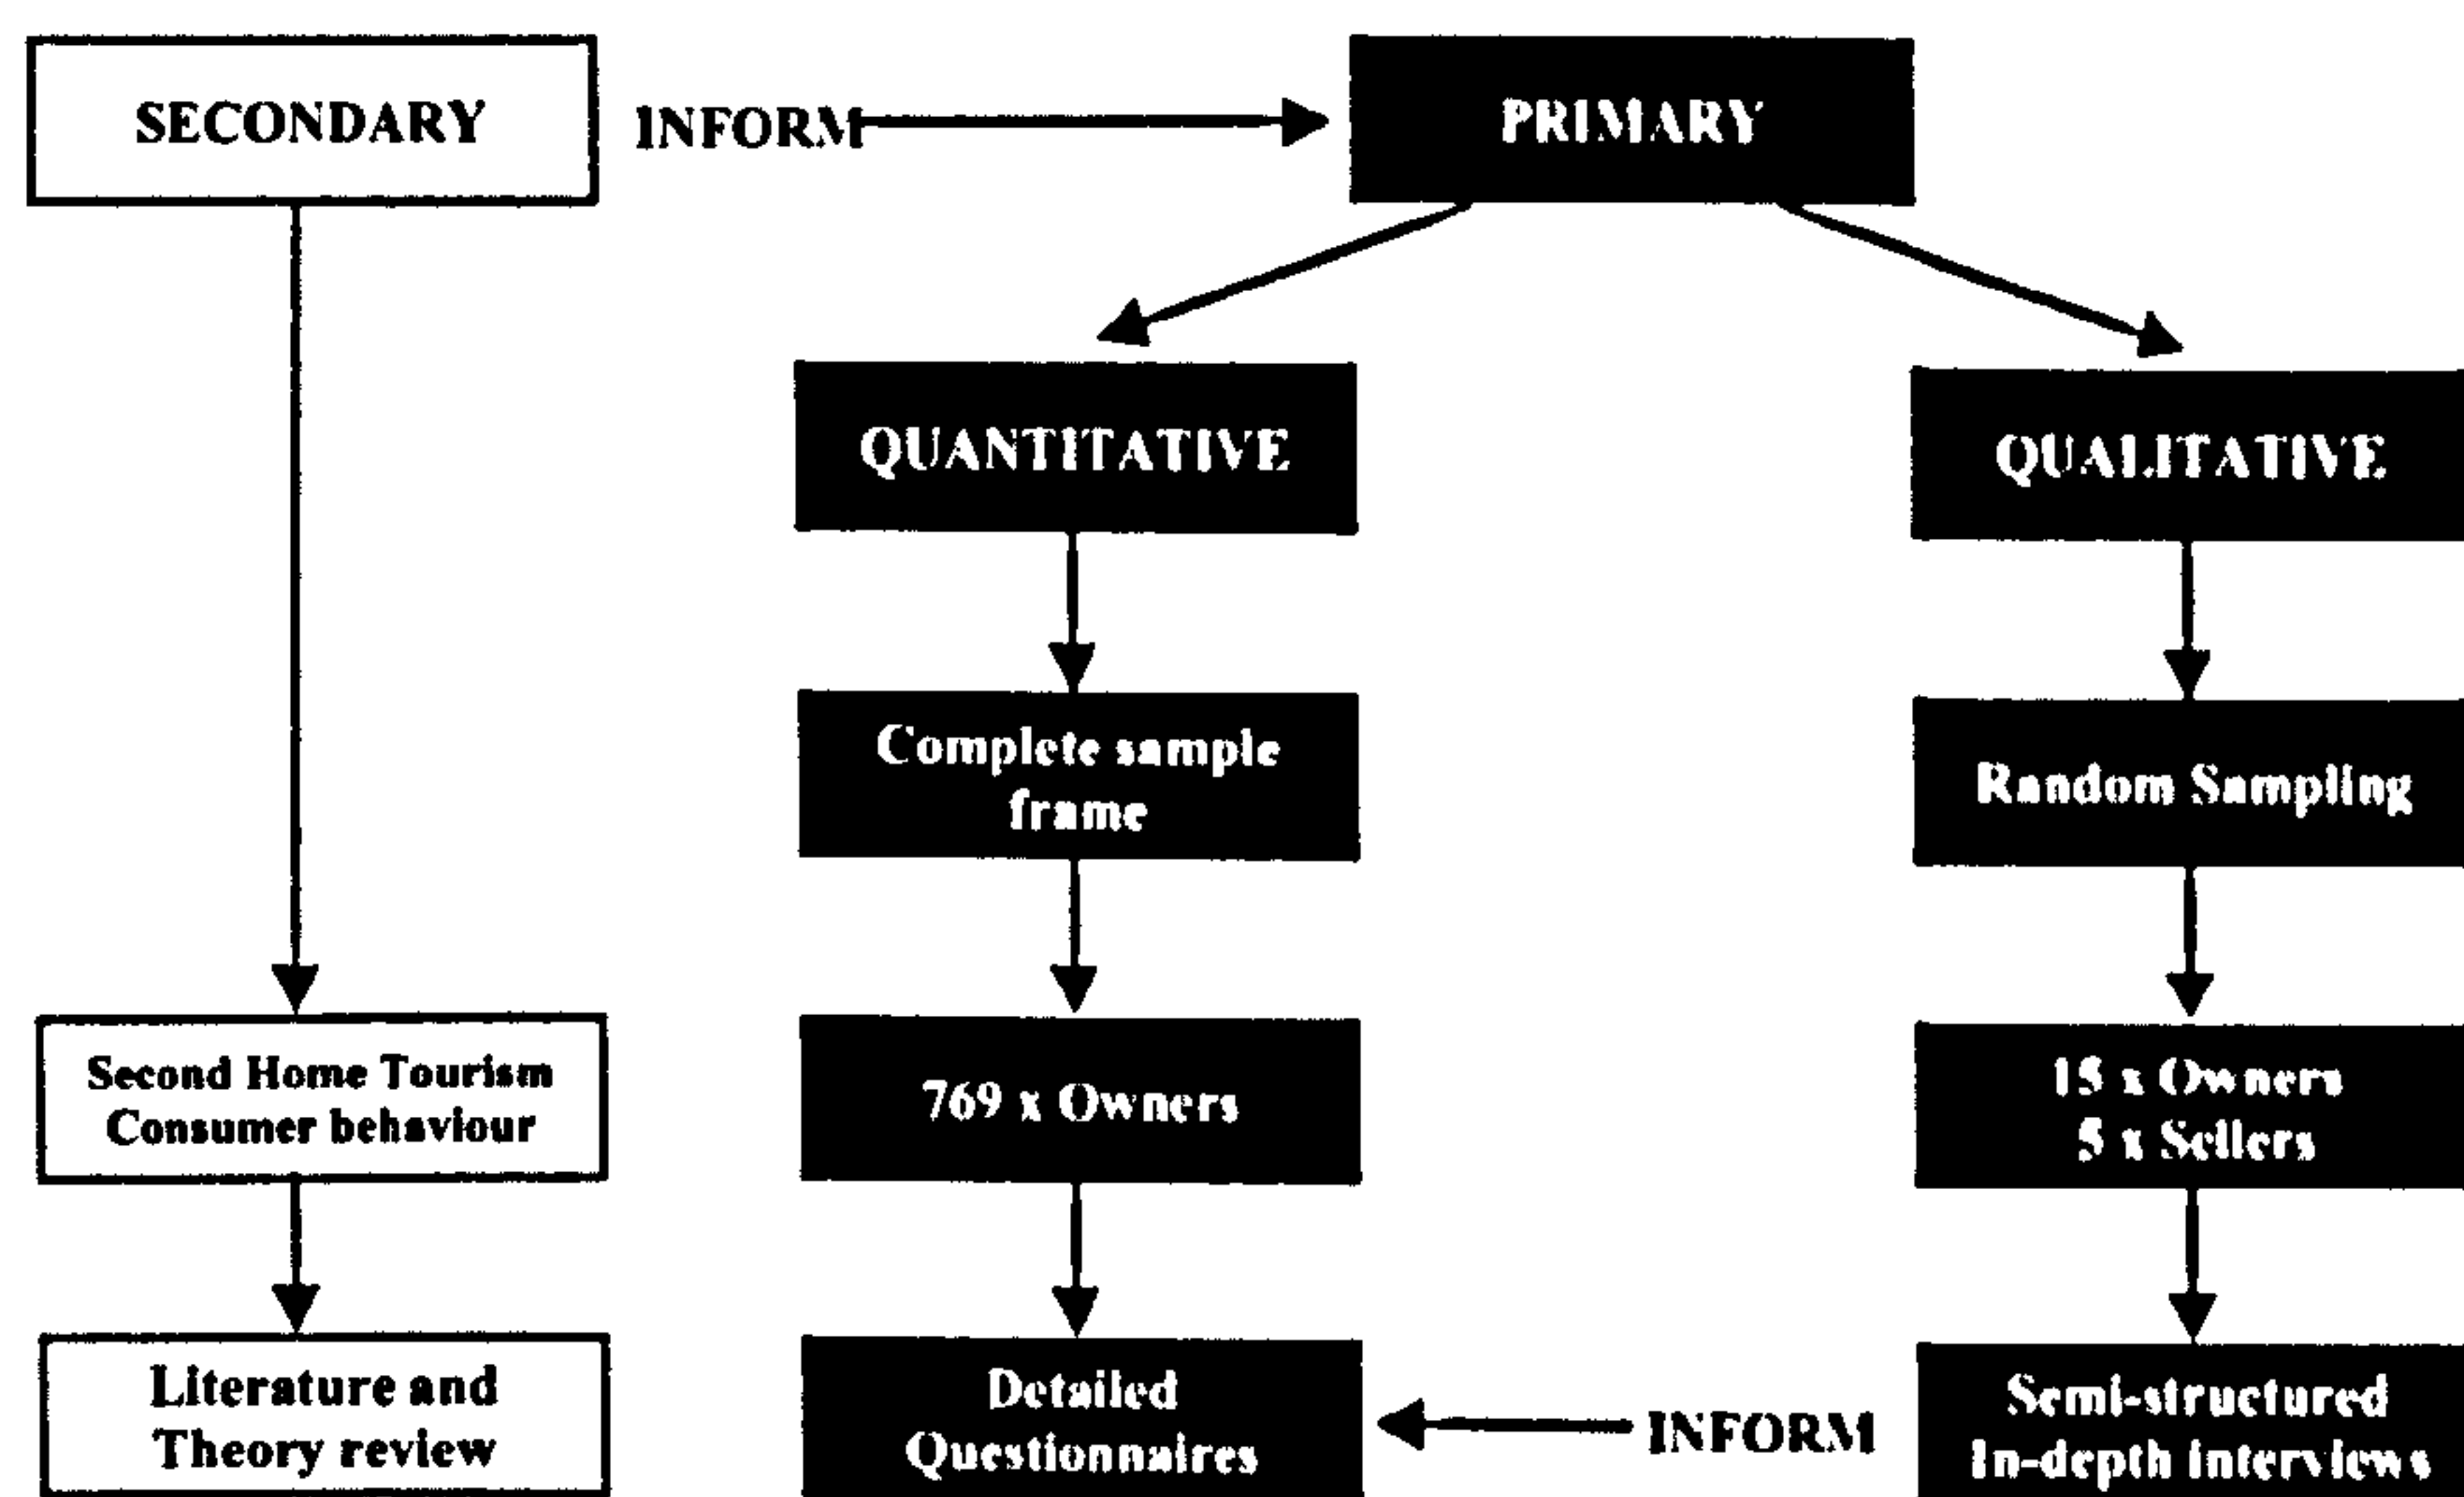 SECONDARY
INFORM
PRIMARY
QUANTITATIVE
QUALITATIVE
Complete sample
frame
Random Sampling
Second Home Tourism
Consumer behaviour
769 x Owners
15 x Owners
5 x Sellers
Literature and
Theory review
Detailed
Questionnaires
INFORM
Semi-structured
In-depth Interviews